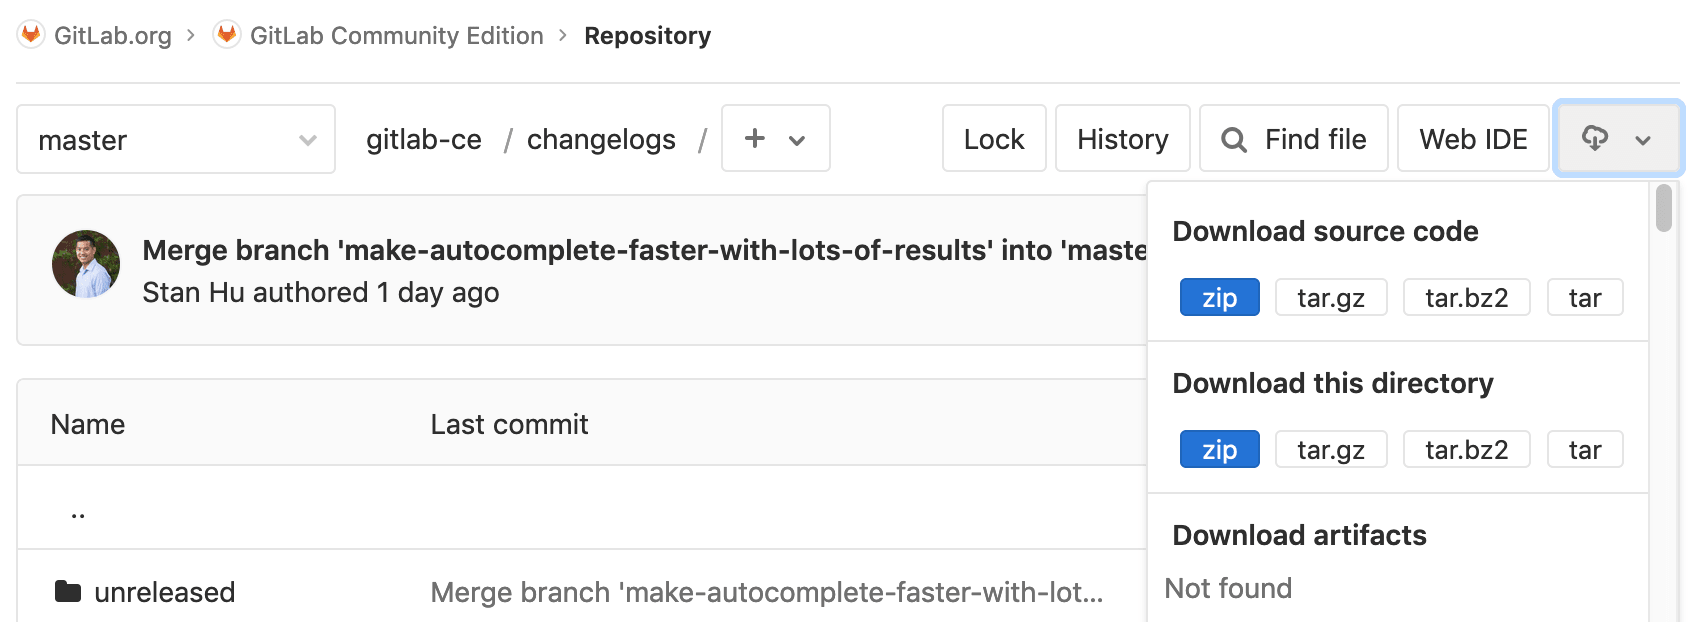 GitLab.org > GitLab Community Edition > Repository
master gitlab-ce / changelogs / + Lock History Find file Web IDE
Merge branch 'make-autocomplete-faster-with-lots-of-results' into 'maste
Stan Hu authored 1 day ago
Download source code
zip tar.gz tar.bz2 tar
Download this directory
zip tar.gz tar.bz2 tar
Download artifacts
Not found
Name Last commit
..
unreleased Merge branch 'make-autocomplete-faster-with-lot...